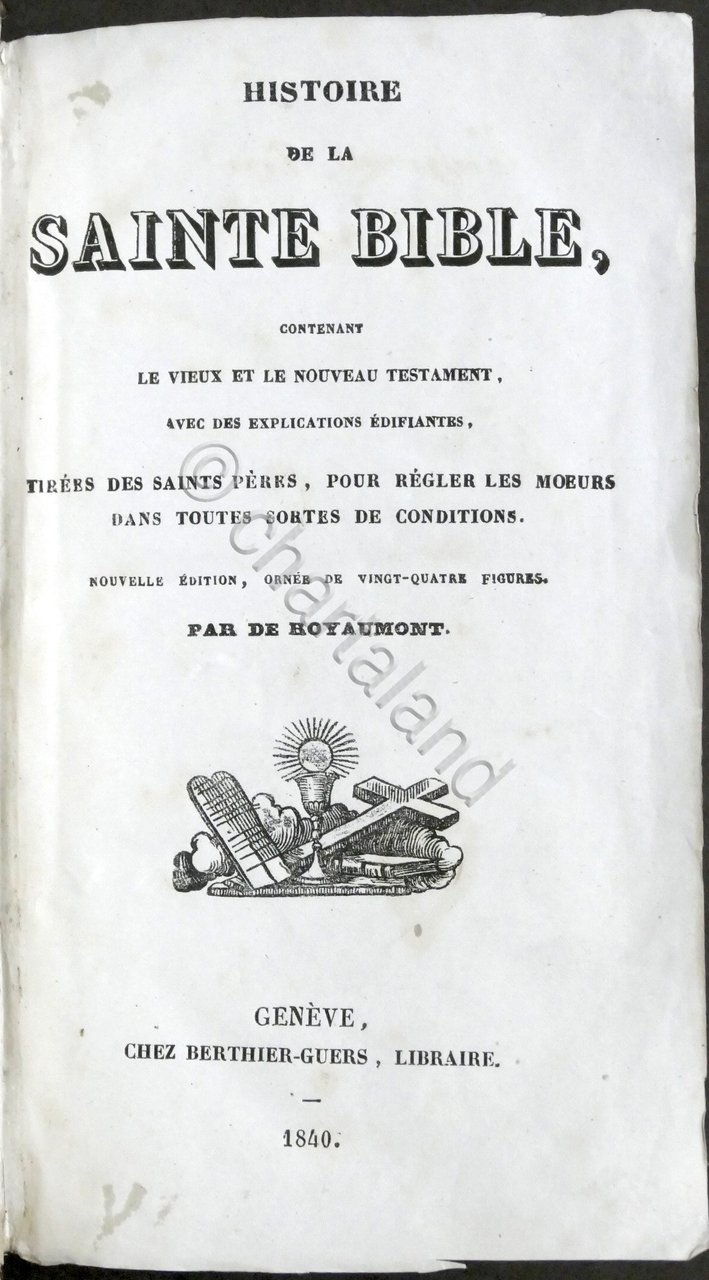 HISTOIRE
DE LA
SAINTE BIBLE,
CONTENANT
LE VIEUX ET LE NOUVEAU TESTAMENT,
AVEC DES EXPLICATIONS ÉDIFIANTES,
TIRÉES DES SAINTS PÈRES, POUR RÉGLER LES MOEURS
DANS TOUTES SORTES DE CONDITIONS.
NOUVELLE ÉDITION, ORNÉE DE VINGT-QUATRE FIGURES.
PAR DE ROYAUMONT.
© chartaland
GENÈVE,
CHEZ BERTHIER-GUERS, LIBRAIRE.
—
1840.